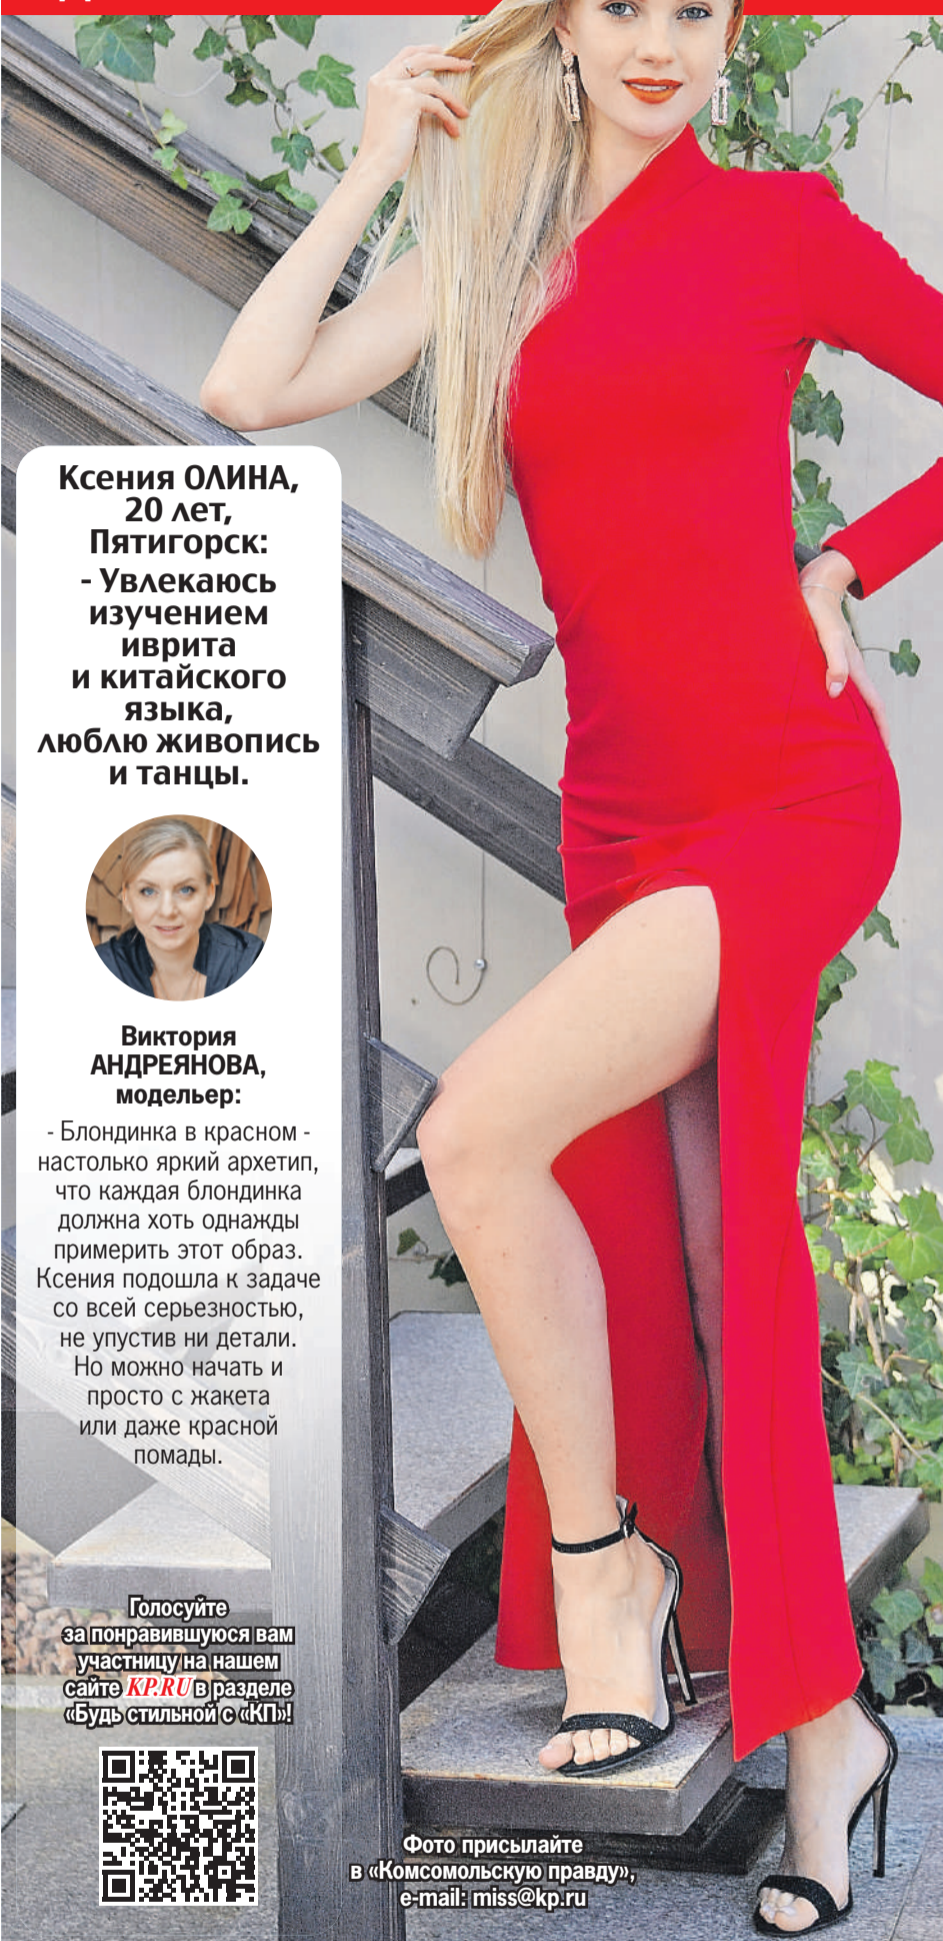 Ксения ОЛИНА,
20 лет,
Пятигорск:
- Увлекаюсь
изучением
иврита
и китайского
языка,
люблю живопись
и танцы.
Виктория
АНДРЕЯНОВА,
модельер:
- Блондинка в красном -
настолько яркий архетип,
что каждая блондинка
должна хоть однажды
примерить этот образ.
Ксения подошла к задаче
со всей серьезностью,
не упустив ни детали.
Но можно начать и
просто с жакета
или даже красной
помады.
Голосуйте
за понравившуюся вам
участницу на нашем
сайте KP.RU в разделе
«Будь стильной с «КП»!
Фото присылайте
в «Комсомольскую правду»,
e-mail: miss@kp.ru